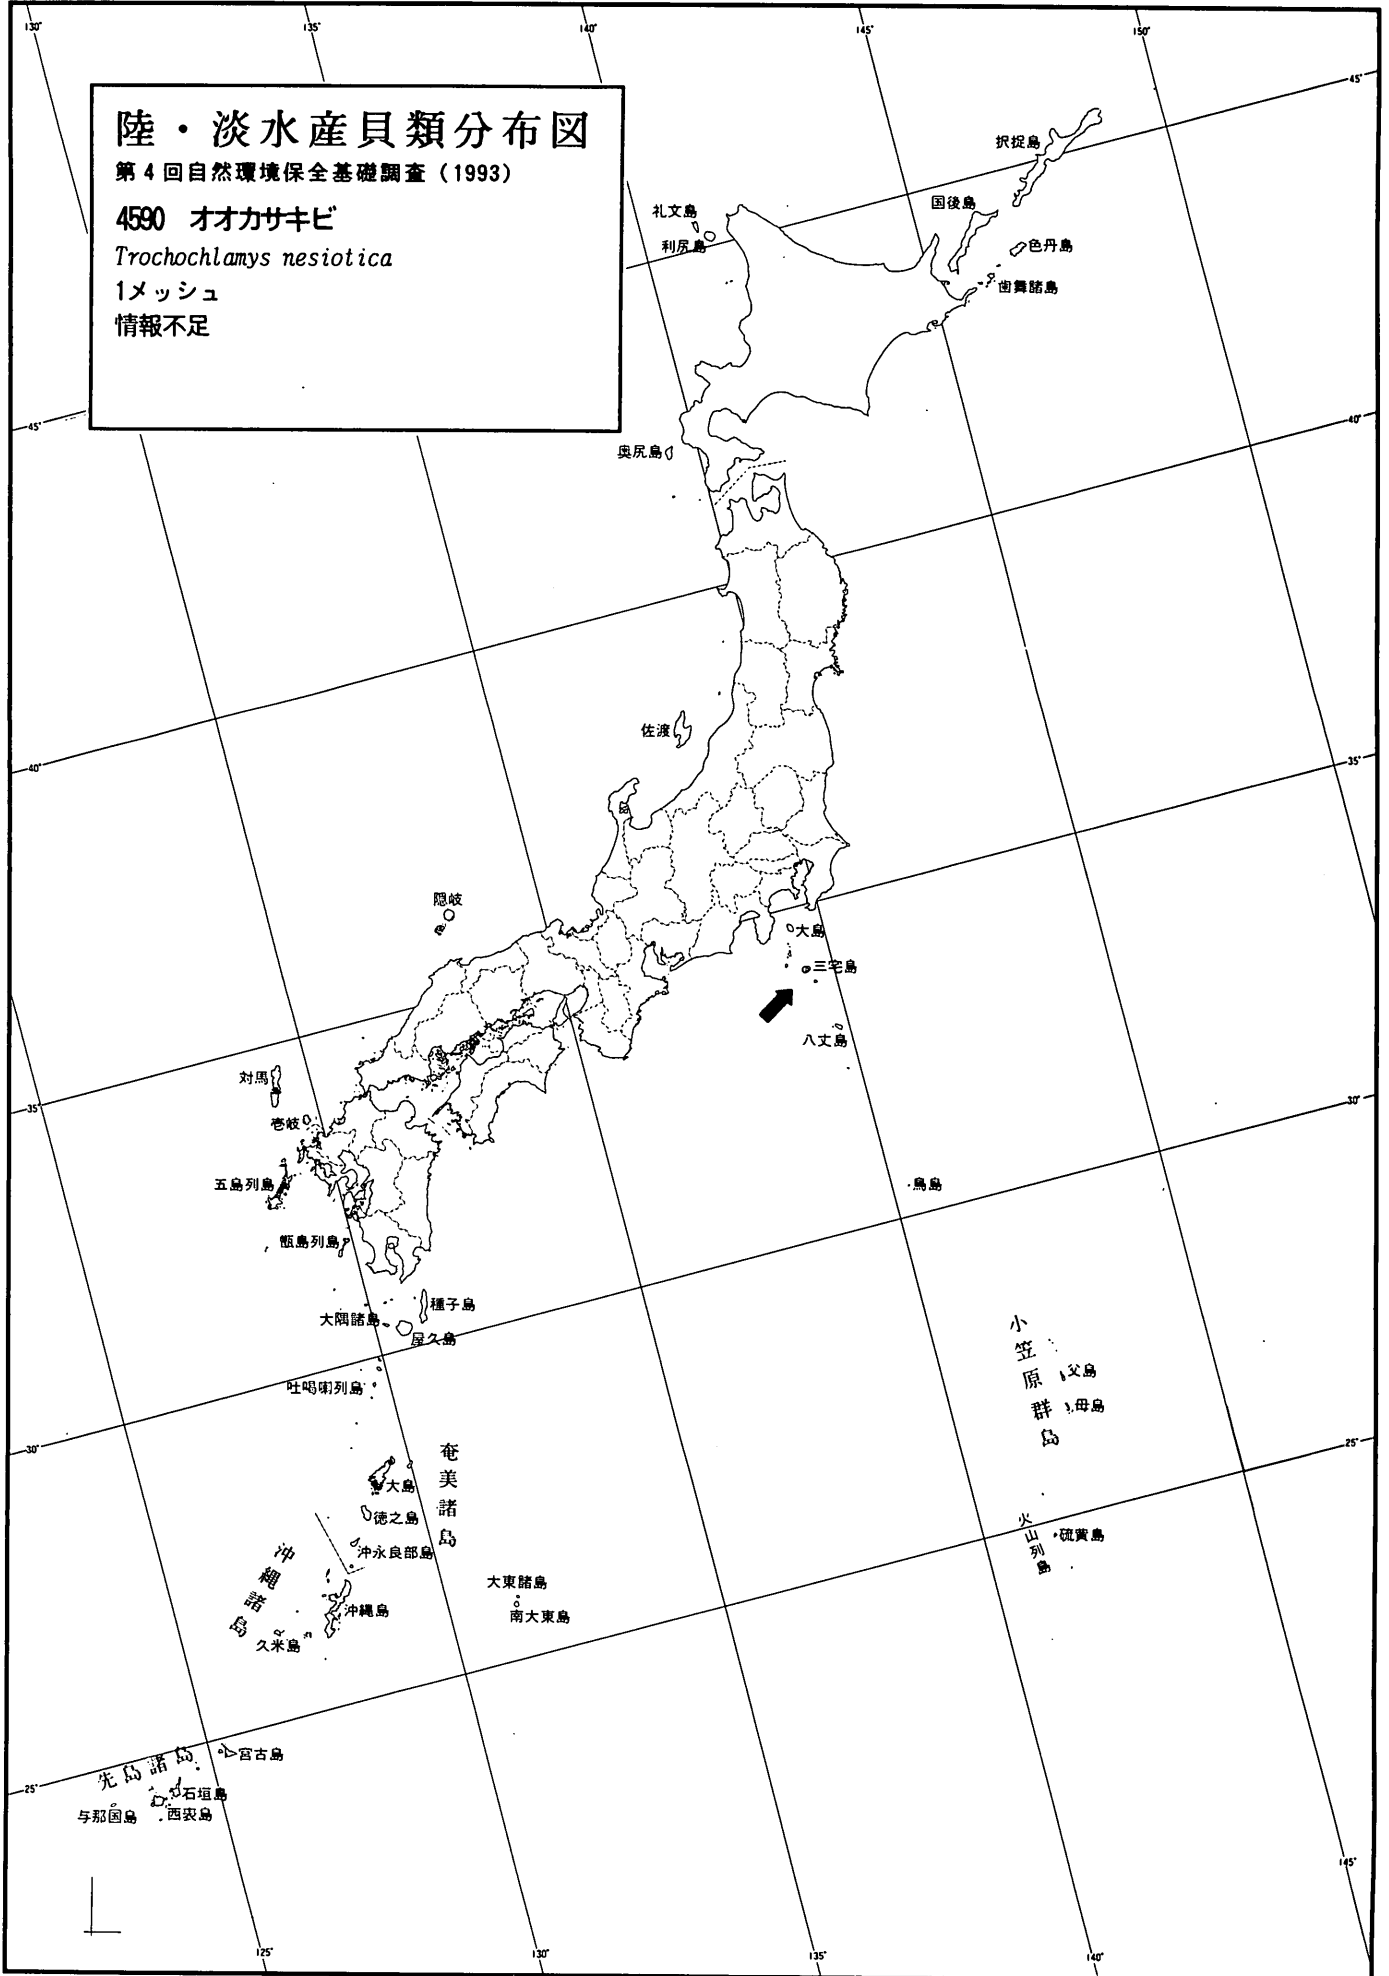 130°
135°
140°
145°
150°
陸・淡水産貝類分布図
第4回自然環境保全基礎調査（1993）
4590 オオカサキビ
Trochochlamys nesiotica
1メッシュ
情報不足
45°
択捉島
国後島
色丹島
歯舞諸島
礼文島
利尻島
45°
40°
奥尻島
佐渡
40°
35°
隠岐
大島
三宅島
八丈島
対馬
35°
壱岐
30°
五島列島
鳥島
甑島列島
種子島
大隅諸島
屋久島
小笠原群島
父島
吐噶喇列島
母島
30°
25°
奄美諸島
大島
徳之島
火山列島
硫黄島
沖永良部島
沖縄諸島
大東諸島
沖縄島
南大東島
久米島
先島諸島
宮古島
25°
石垣島
与那国島
西表島
145°
125°
130°
135°
140°